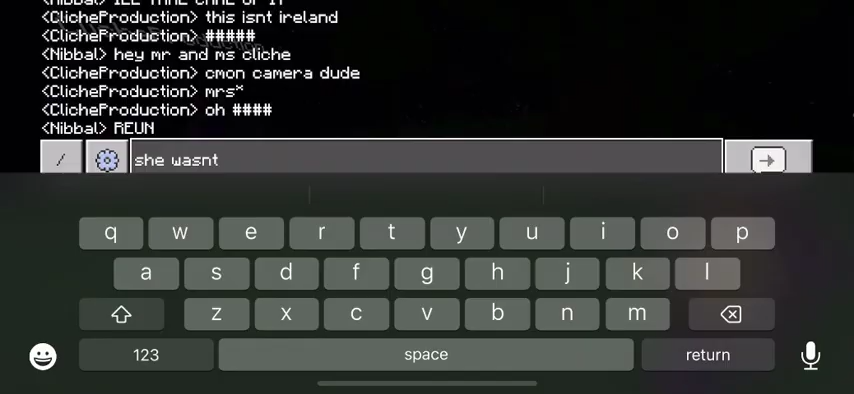 <ClicheProduction> this isnt ireland
<ClicheProduction> #####
<Nibbal> hey mr and ms cliche
<ClicheProduction> cmon camera dude
<ClicheProduction> mrs*
<ClicheProduction> oh ####
<Nibbal> REUN
/ she wasnt
q w e r t y u i o p
a s d f g h j k l
z x c v b n m
123 space return